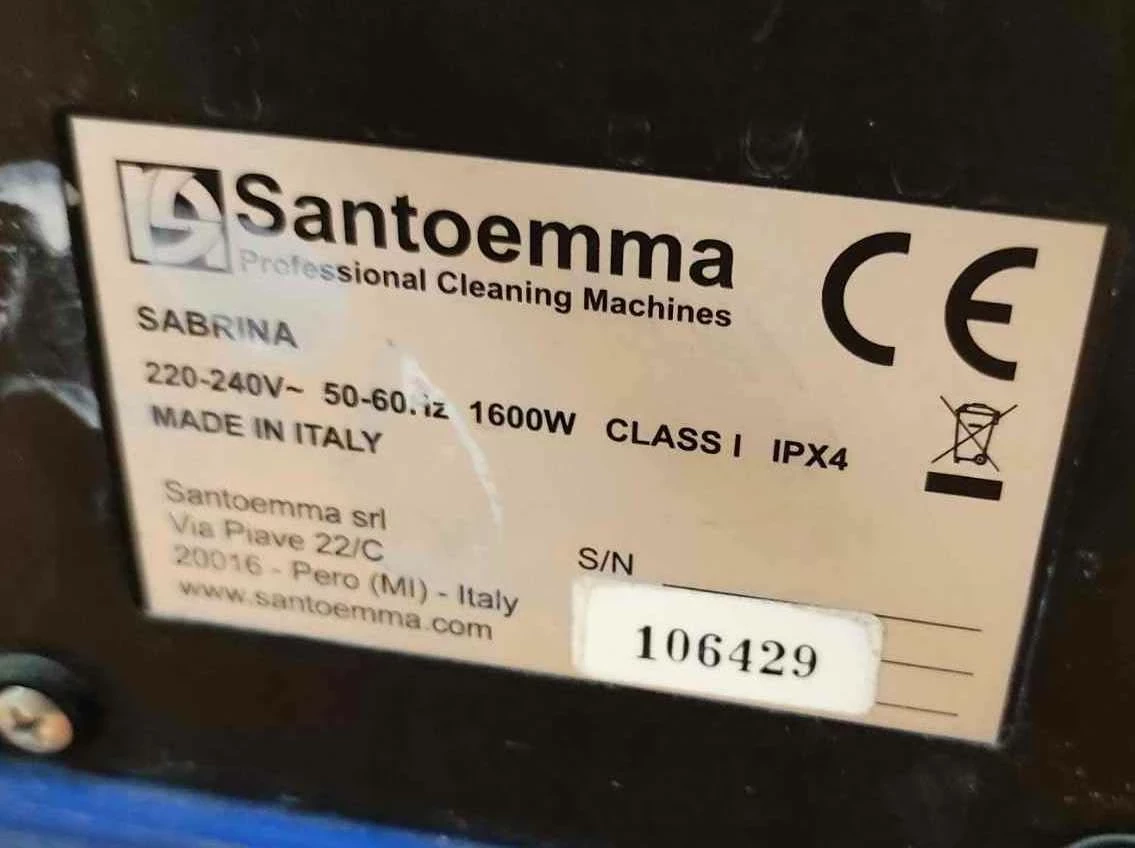 Santoemma
Professional Cleaning Machines
CE
SABRINA
220-240V~ 50-60Hz 1600W CLASS I IPX4
MADE IN ITALY
Santoemma srl
Via Piave 22/C
20016 - Pero (MI) - Italy
www.santoemma.com
S/N
106429